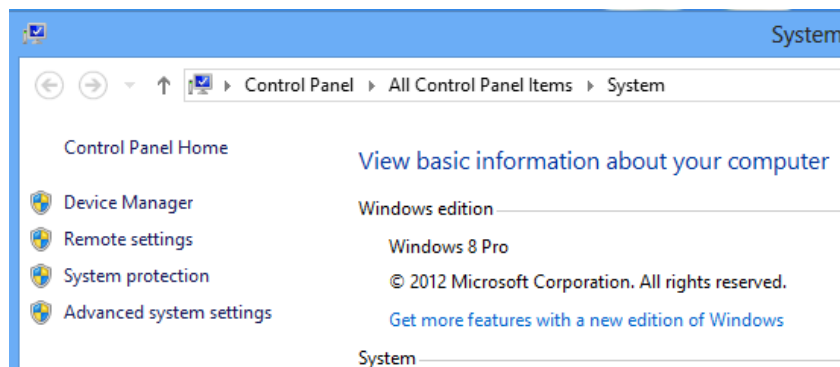 System
Control Panel All Control Panel Items System
Control Panel Home
View basic information about your computer
Device Manager
Windows edition
Remote settings
Windows 8 Pro
System protection
© 2012 Microsoft Corporation. All rights reserved.
Advanced system settings
Get more features with a new edition of Windows
System